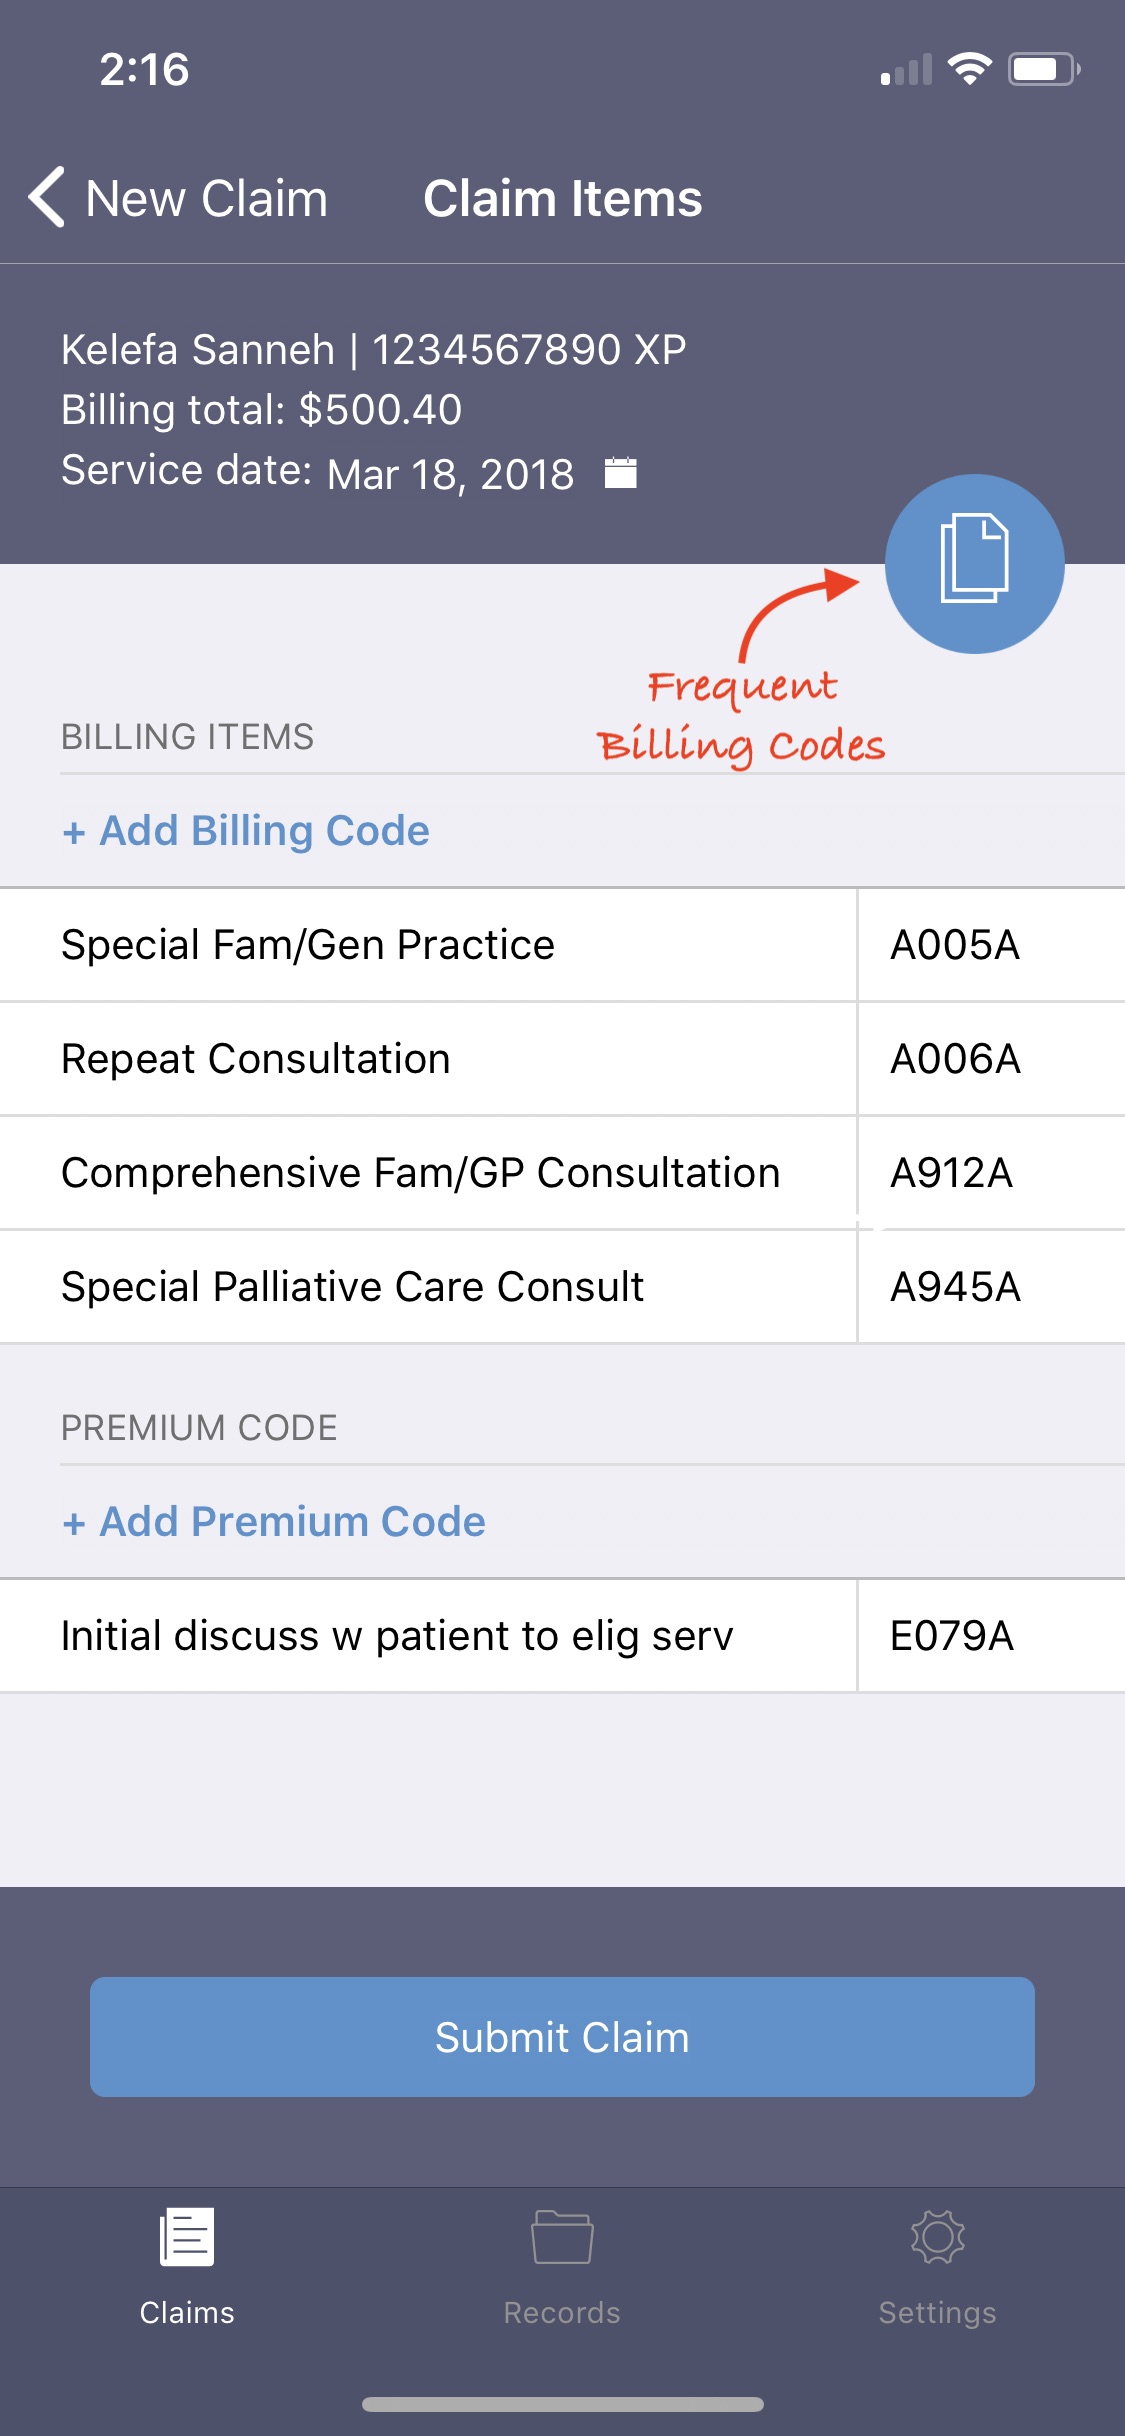 2:16
New Claim Claim Items
Kelefa Sanneh | 1234567890 XP
Billing total: $500.40
Service date: Mar 18, 2018
Frequent
Billing Codes
BILLING ITEMS
+ Add Billing Code
Special Fam/Gen Practice A005A
Repeat Consultation A006A
Comprehensive Fam/GP Consultation A912A
Special Palliative Care Consult A945A
PREMIUM CODE
+ Add Premium Code
Initial discuss w patient to elig serv E079A
Submit Claim
Claims Records Settings